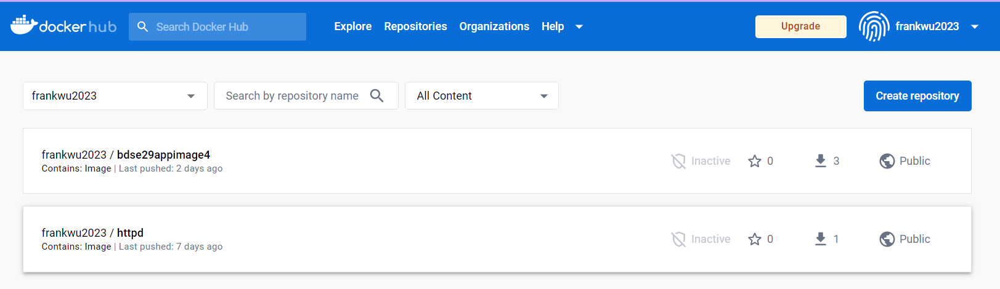 dockerhub Search Docker Hub Explore Repositories Organizations Help Upgrade frankwu2023
frankwu2023 Search by repository name All Content Create repository
frankwu2023 / bdse29appimage4
Contains: Image | Last pushed: 2 days ago
Inactive 0 3 Public
frankwu2023 / httpd
Contains: Image | Last pushed: 7 days ago
Inactive 0 1 Public